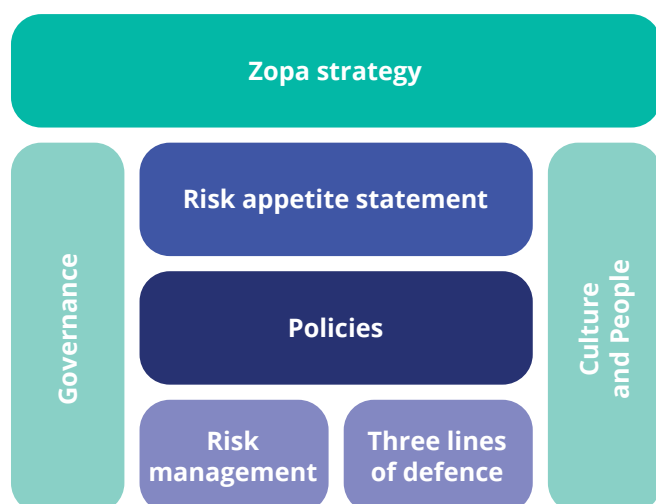 Zopa strategy
Governance
Risk appetite statement
Policies
Risk
management
Three lines
of defence
Culture
and People